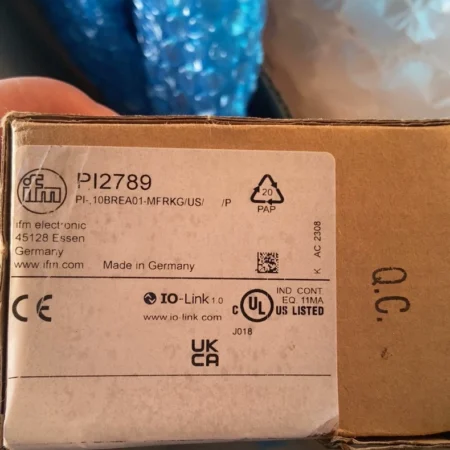 ifm
PI2789
PI-,10BREA01-MFRKG/US/ /P
20
PAP
ifm electronic
45128 Essen
Germany
www.ifm.com Made in Germany
K AC 2308
CE
IO-Link 1.0
www.io-link.com
C UL US LISTED
IND. CONT.
EQ. 11MA
J018
UK
CA
Q.C.